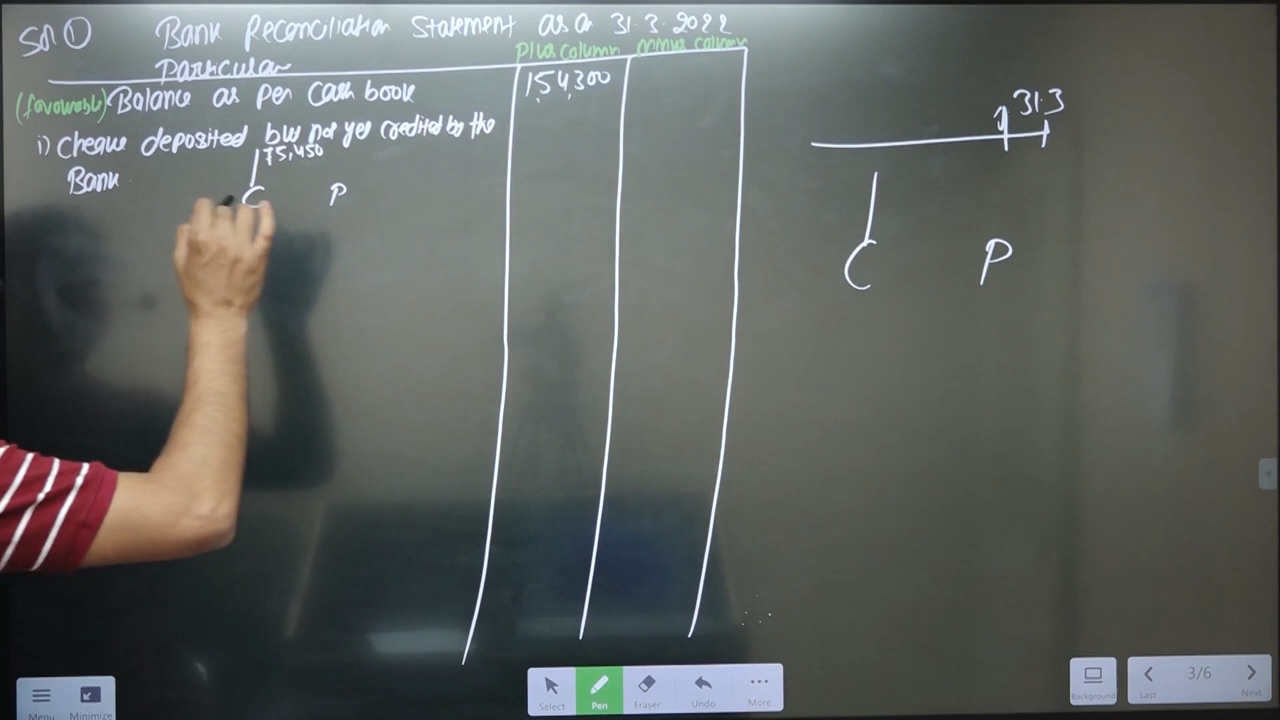 Sol ①
Bank Reconciliation Statement as a 31.3.2022
Particular
plus column
minus column
(favourable) Balance as per Cash book
1,54,300
i) Cheque deposited but not yet credited by the
Bank
75,450
C P
31.3
C P
Menu
Minimize
Select
Pen
Eraser
Undo
More
Background
Last
3/6
Next